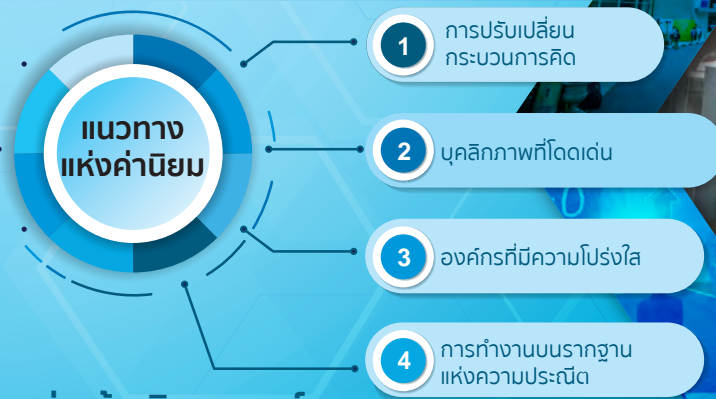 แนวทาง
แห่งค่านิยม
1
การปรับเปลี่ยน
กระบวนการคิด
2
บุคลิกภาพที่โดดเด่น
3
องค์กรที่มีความโปร่งใส
4
การทำงานบนรากฐาน
แห่งความประณีต